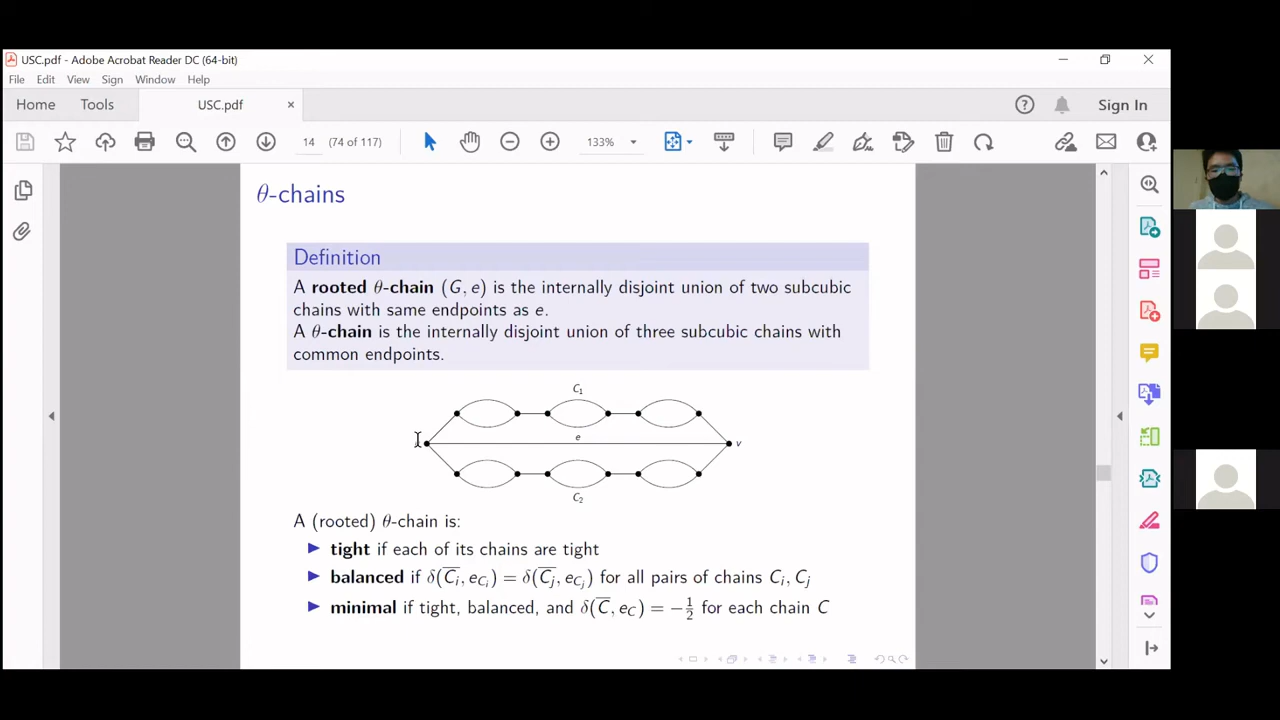 USC.pdf - Adobe Acrobat Reader DC (64-bit)
File Edit View Sign Window Help
Home Tools USC.pdf × Sign In
14 (74 of 117) 133%
θ-chains
Definition
A rooted θ-chain (G, e) is the internally disjoint union of two subcubic
chains with same endpoints as e.
A θ-chain is the internally disjoint union of three subcubic chains with
common endpoints.
C₁
e
v
C₂
A (rooted) θ-chain is:
▶ tight if each of its chains are tight
▶ balanced if δ(C̅ᵢ, e_{Cᵢ}) = δ(C̅ⱼ, e_{Cⱼ}) for all pairs of chains Cᵢ, Cⱼ
▶ minimal if tight, balanced, and δ(C̅, e_C) = −1/2 for each chain C